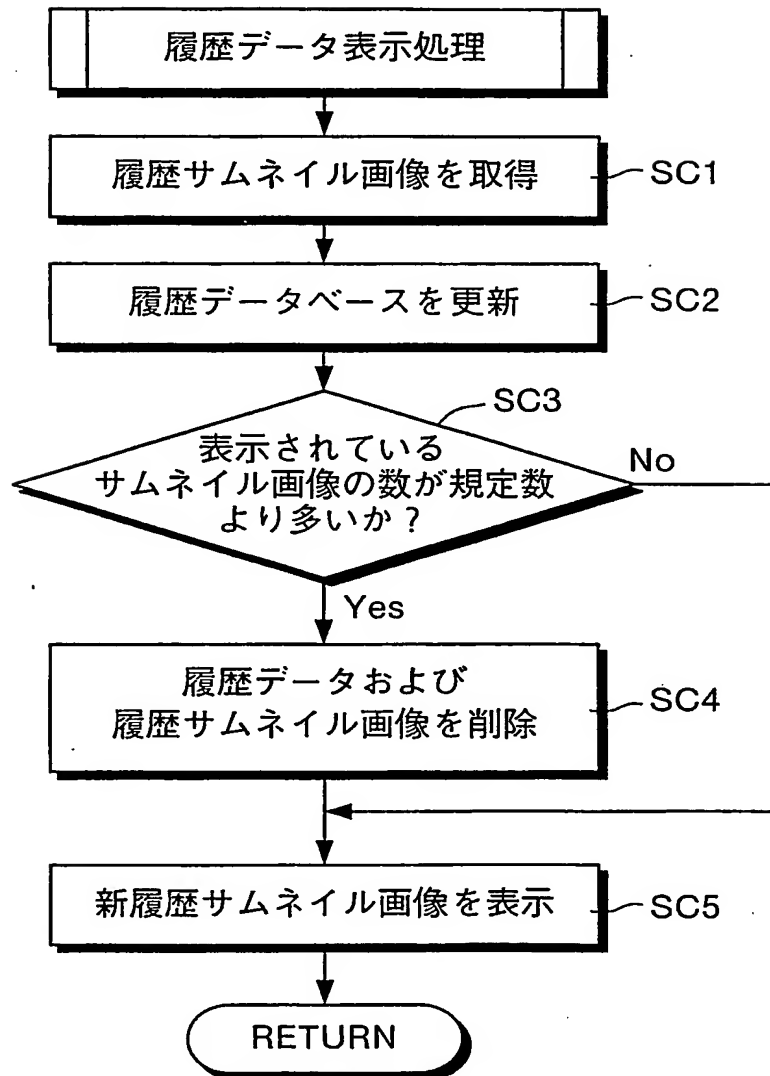 履歴データ表示処理
履歴サムネイル画像を取得
SC1
履歴データベースを更新
SC2
SC3
表示されている
サムネイル画像の数が規定数
より多いか?
No
Yes
履歴データおよび
履歴サムネイル画像を削除
SC4
新履歴サムネイル画像を表示
SC5
RETURN